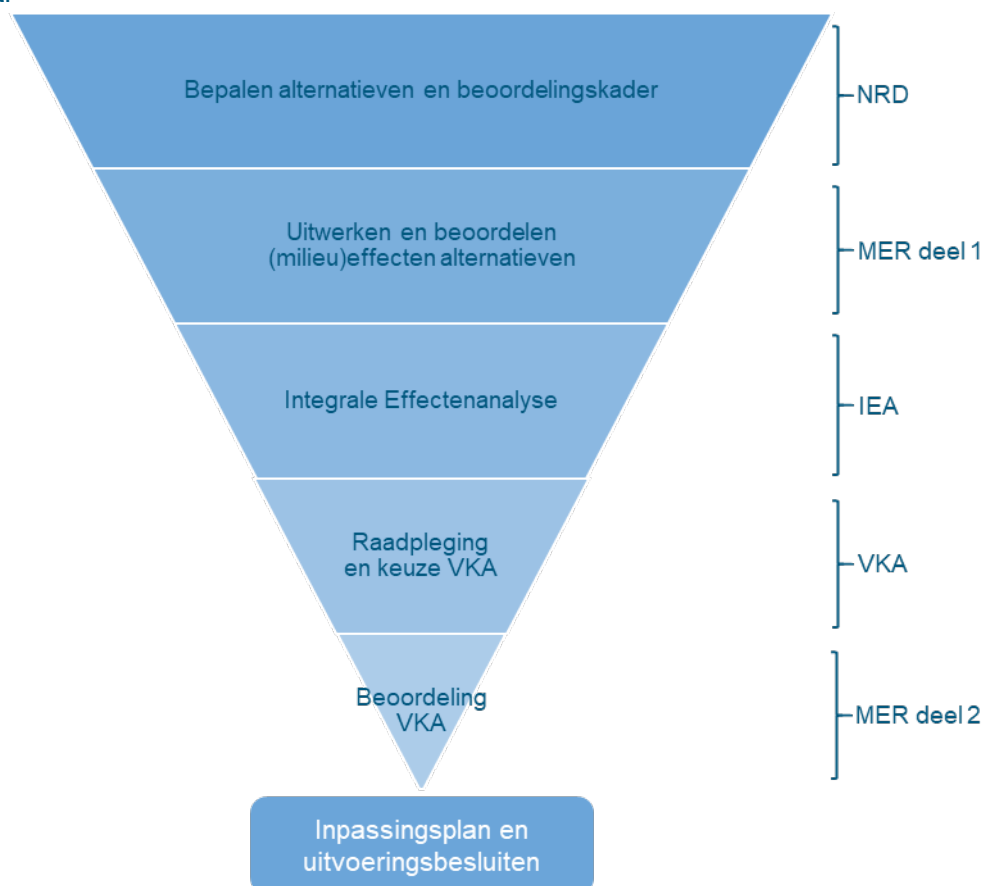 Bepalen alternatieven en beoordelingskader
NRD
Uitwerken en beoordelen
(milieu)effecten alternatieven
MER deel 1
Integrale Effectenanalyse
IEA
Raadpleging
en keuze VKA
VKA
Beoordeling
VKA
MER deel 2
Inpassingsplan en
uitvoeringsbesluiten